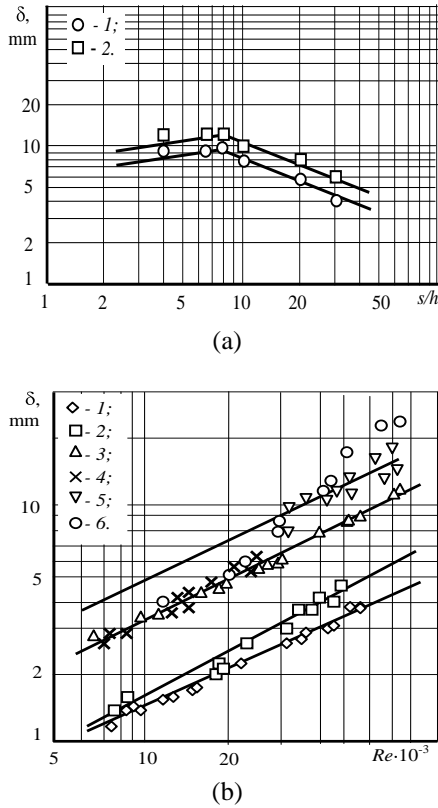 δ,
mm
- 1;
- 2.
20
10
5
2
1
1 2 5 10 20 50 s/h
(a)
δ,
mm
- 1;
- 2;
- 3;
- 4;
- 5;
- 6.
10
5
2
1
5 10 20 Re·10⁻³
(b)